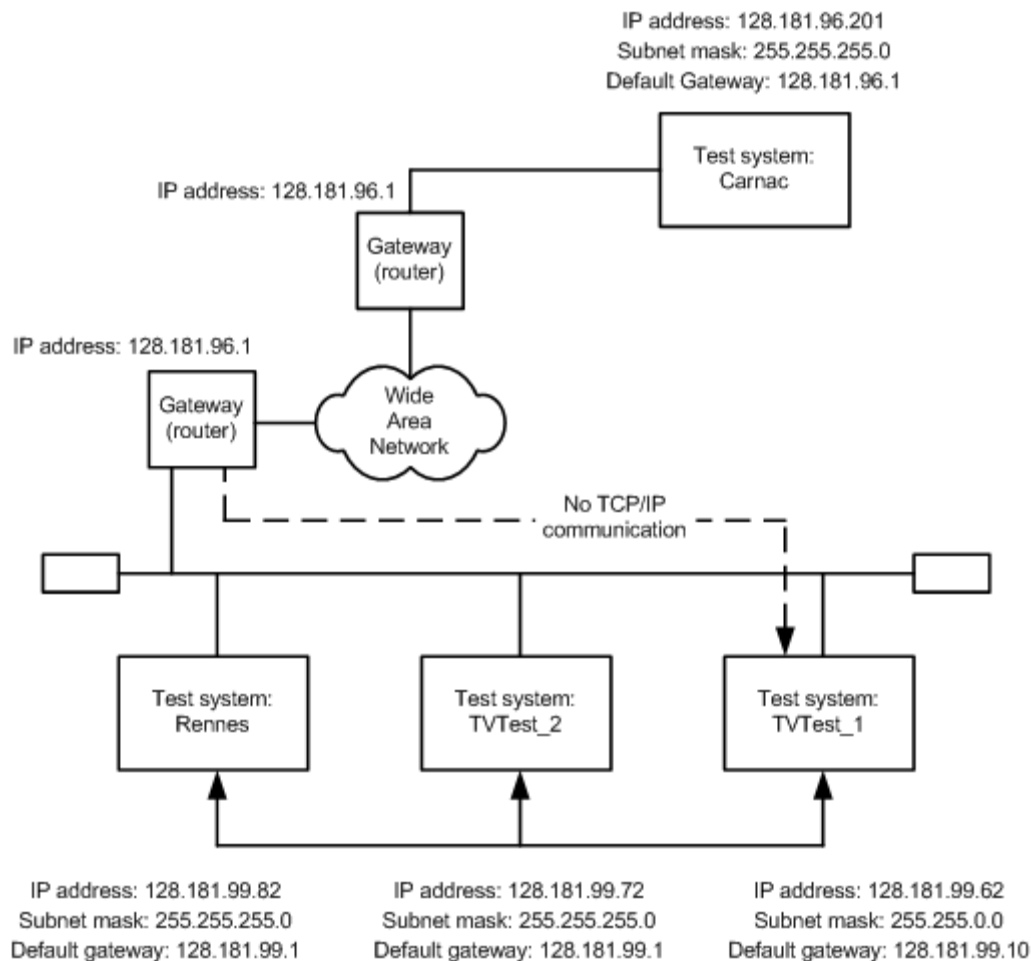 IP address: 128.181.96.201
Subnet mask: 255.255.255.0
Default Gateway: 128.181.96.1
Test system:
Carnac
IP address: 128.181.96.1
Gateway
(router)
IP address: 128.181.96.1
Gateway
(router)
Wide
Area
Network
No TCP/IP
communication
Test system:
Rennes
Test system:
TVTest_2
Test system:
TVTest_1
IP address: 128.181.99.82
Subnet mask: 255.255.255.0
Default gateway: 128.181.99.1
IP address: 128.181.99.72
Subnet mask: 255.255.255.0
Default gateway: 128.181.99.1
IP address: 128.181.99.62
Subnet mask: 255.255.0.0
Default gateway: 128.181.99.10